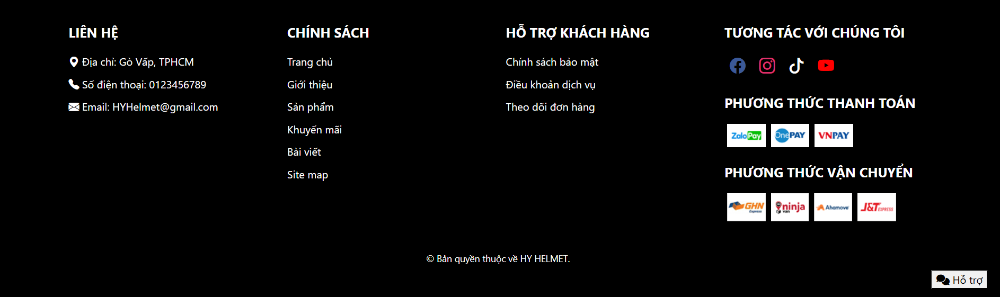 LIÊN HỆ
Địa chỉ: Gò Vấp, TPHCM
Số điện thoại: 0123456789
Email: HYHelmet@gmail.com
CHÍNH SÁCH
Trang chủ
Giới thiệu
Sản phẩm
Khuyến mãi
Bài viết
Site map
HỖ TRỢ KHÁCH HÀNG
Chính sách bảo mật
Điều khoản dịch vụ
Theo dõi đơn hàng
TƯƠNG TÁC VỚI CHÚNG TÔI
PHƯƠNG THỨC THANH TOÁN
ZaloPay
OnePAY
VNPAY
PHƯƠNG THỨC VẬN CHUYỂN
GHN
Express
ninja
van
Ahamove
J&T EXPRESS
© Bản quyền thuộc về HY HELMET.
Hỗ trợ